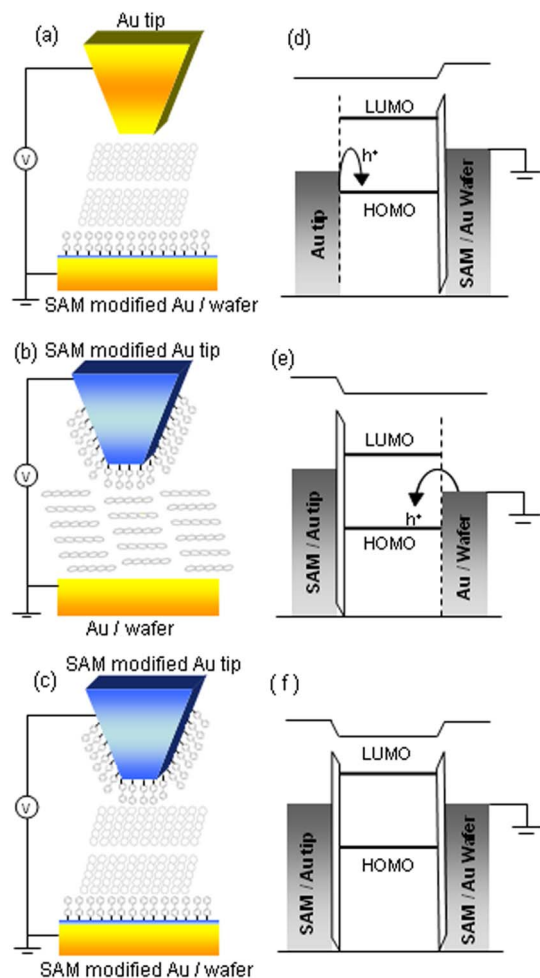 (a)
Au tip
V
SAM modified Au / wafer
(b)
SAM modified Au tip
V
Au / wafer
(c)
SAM modified Au tip
V
SAM modified Au / wafer
(d)
LUMO
h+
HOMO
Au tip
SAM / Au Wafer
(e)
LUMO
h+
HOMO
SAM / Au tip
Au / Wafer
( f )
LUMO
HOMO
SAM / Au tip
SAM / Au Wafer